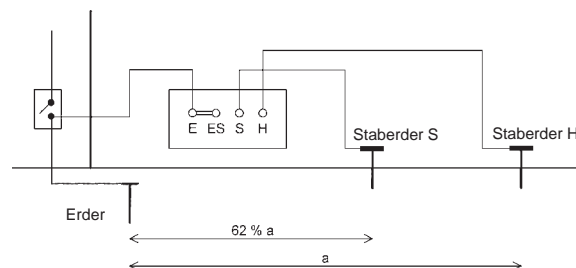 E ES S H
Staberder S
Staberder H
Erder
62 % a
a